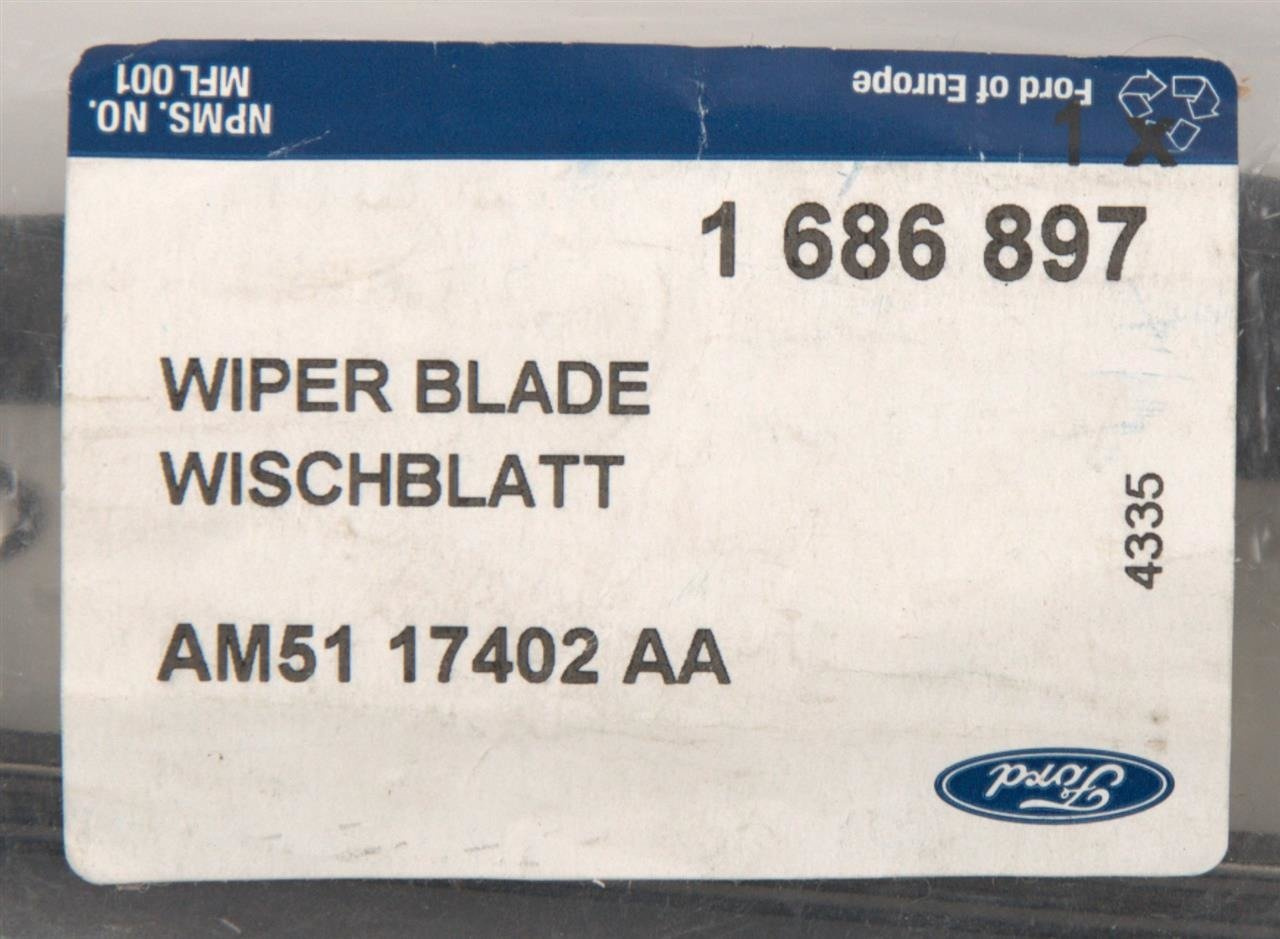 NPMS. NO.
MFL 001
Ford of Europe
1 x
1 686 897
WIPER BLADE
WISCHBLATT
4335
AM51 17402 AA
Ford